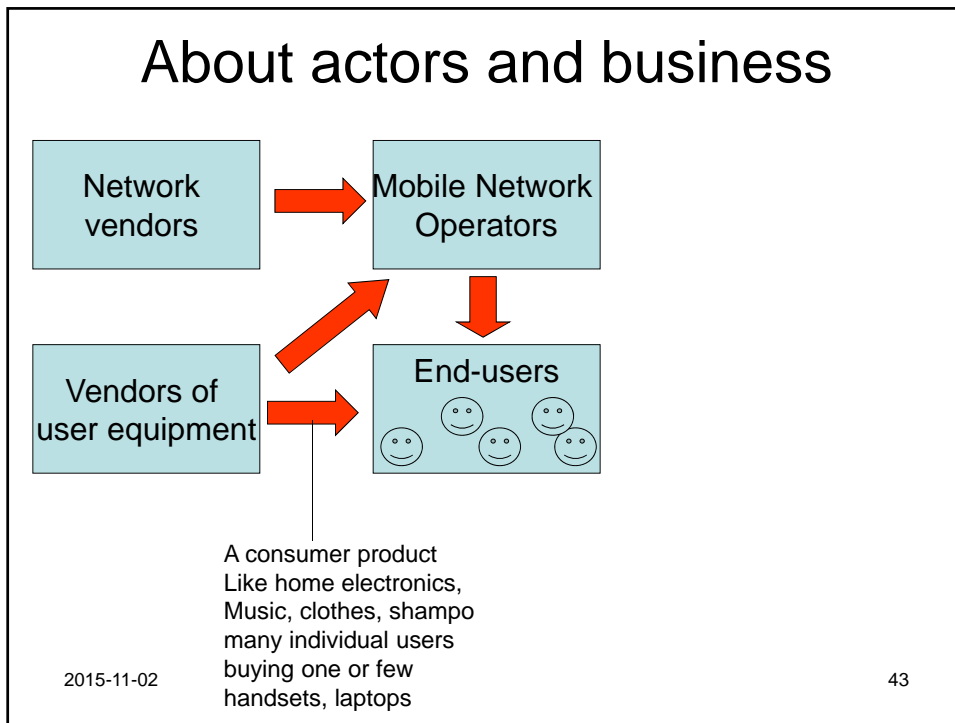 About actors and business
Network
vendors
Mobile Network
Operators
Vendors of
user equipment
End-users
A consumer product
Like home electronics,
Music, clothes, shampo
many individual users
buying one or few
handsets, laptops
2015-11-02
43